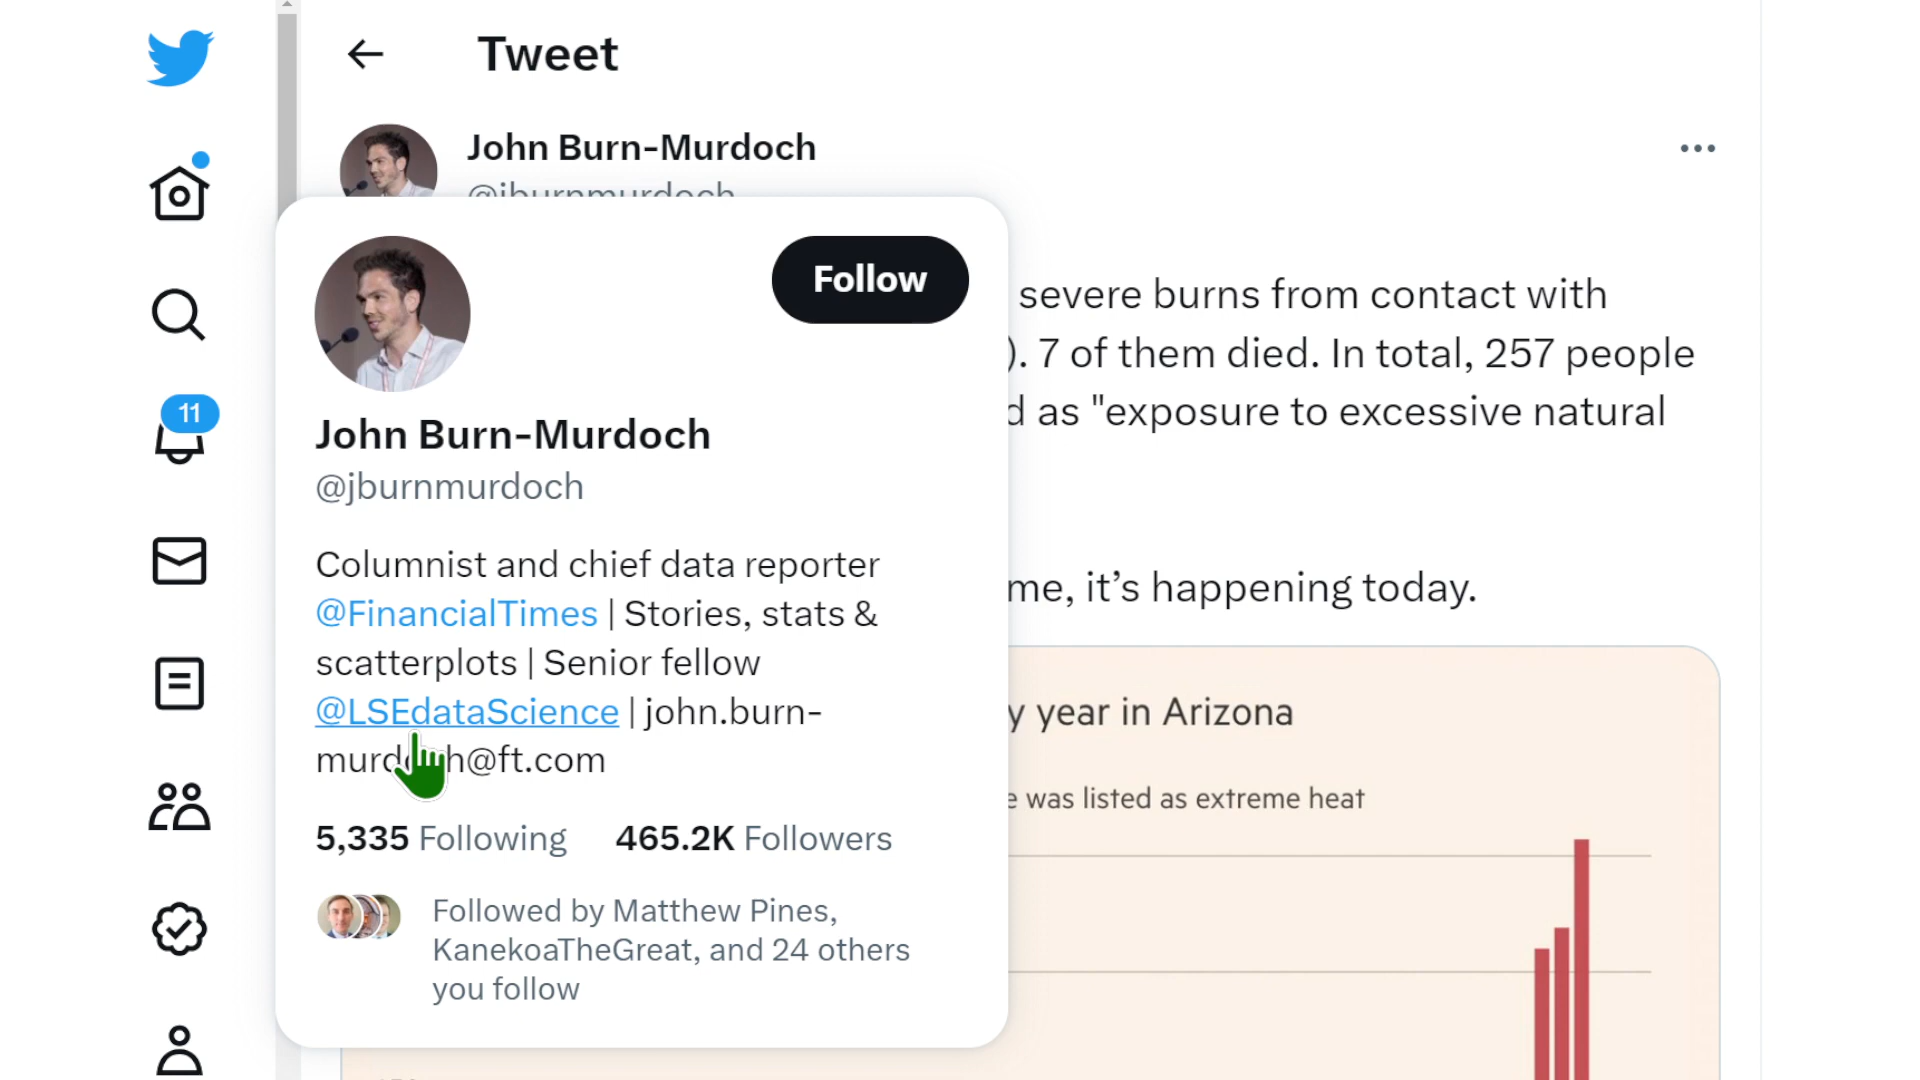 Tweet
John Burn-Murdoch
@jburnmurdoch
Follow
John Burn-Murdoch
@jburnmurdoch
Columnist and chief data reporter
@FinancialTimes | Stories, stats &
scatterplots | Senior fellow
@LSEdataScience | john.burn-
murdoch@ft.com
5,335 Following 465.2K Followers
Followed by Matthew Pines,
KanekoaTheGreat, and 24 others
you follow
11
severe burns from contact with
). 7 of them died. In total, 257 people
d as "exposure to excessive natural
me, it’s happening today.
y year in Arizona
e was listed as extreme heat